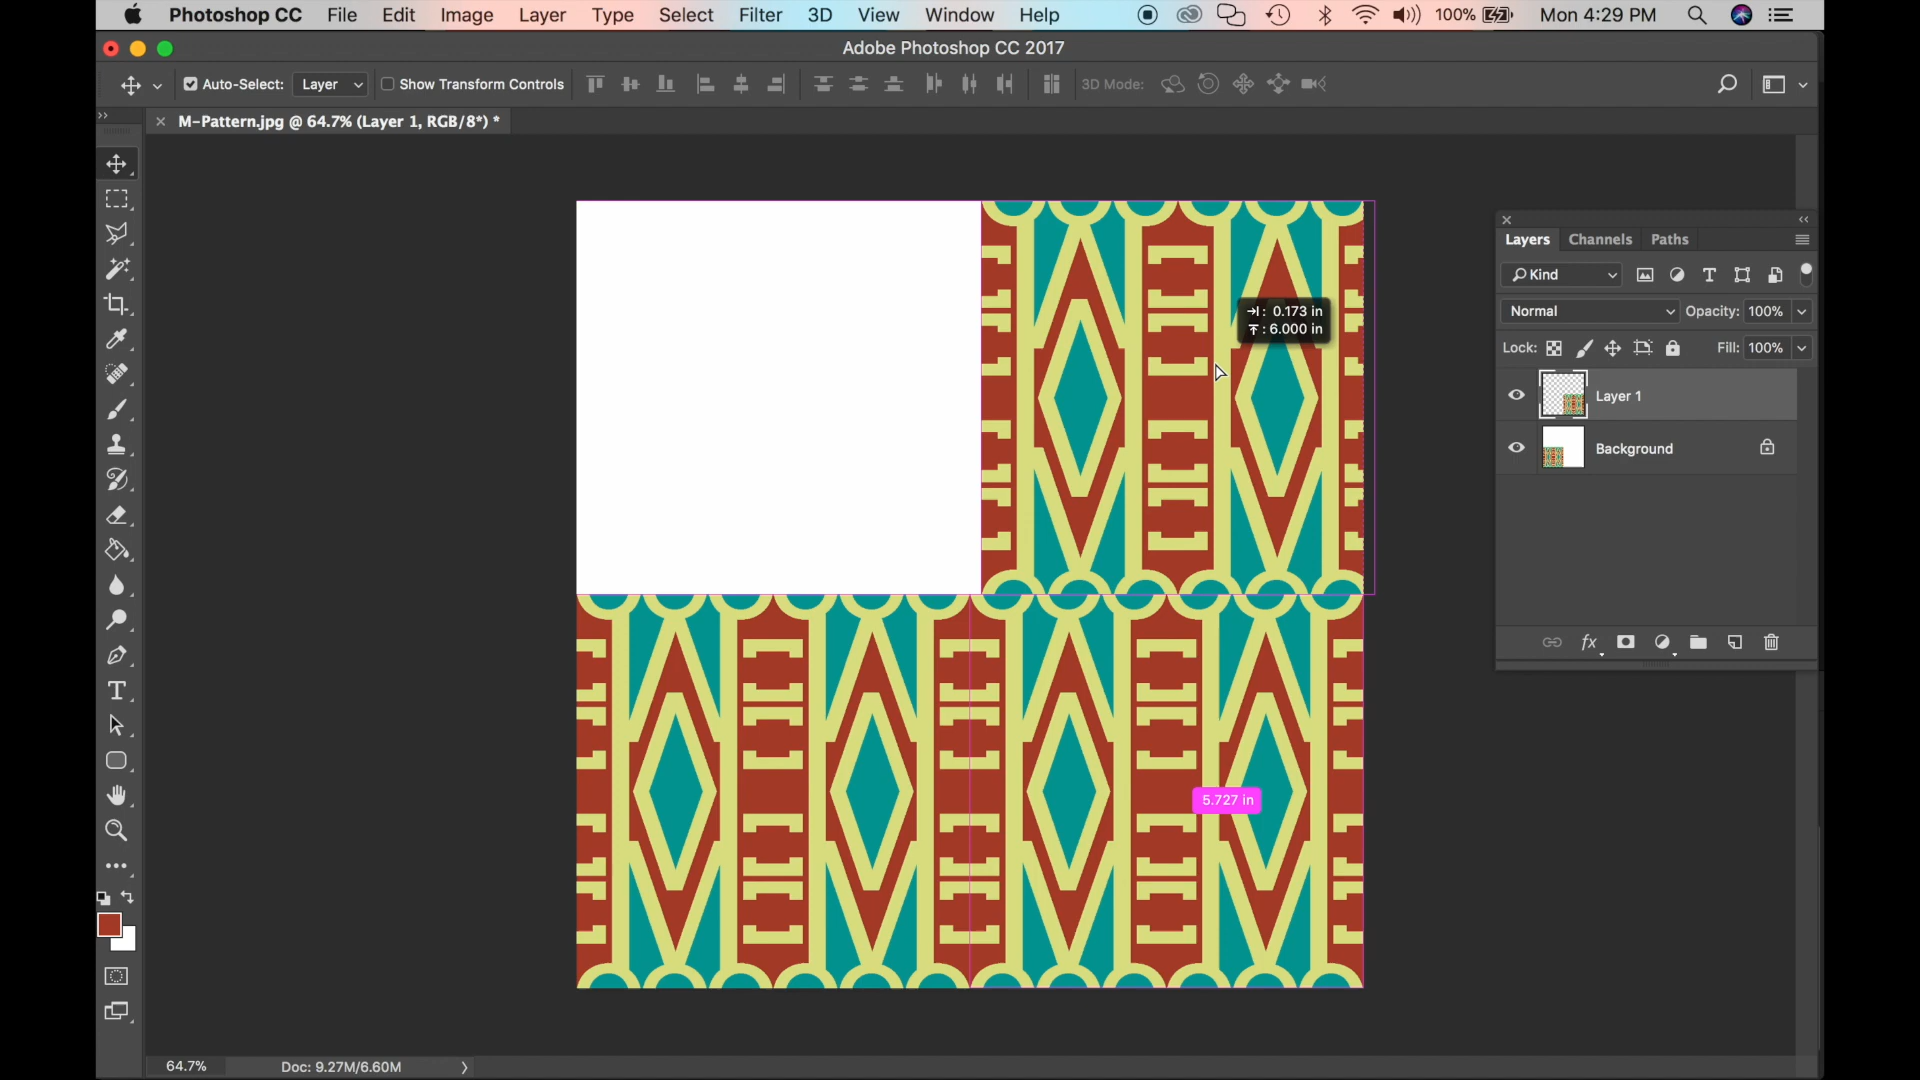 Photoshop CC File Edit Image Layer Type Select Filter 3D View Window Help 100% Mon 4:29 PM
Adobe Photoshop CC 2017
Auto-Select: Layer Show Transform Controls 3D Mode:
M-Pattern.jpg @ 64.7% (Layer 1, RGB/8*) *
Layers Channels Paths
Kind
Normal Opacity: 100%
Lock: Fill: 100%
Layer 1
Background
: 0.173 in
: 6.000 in
5.727 in
fx
64.7% Doc: 9.27M/6.60M